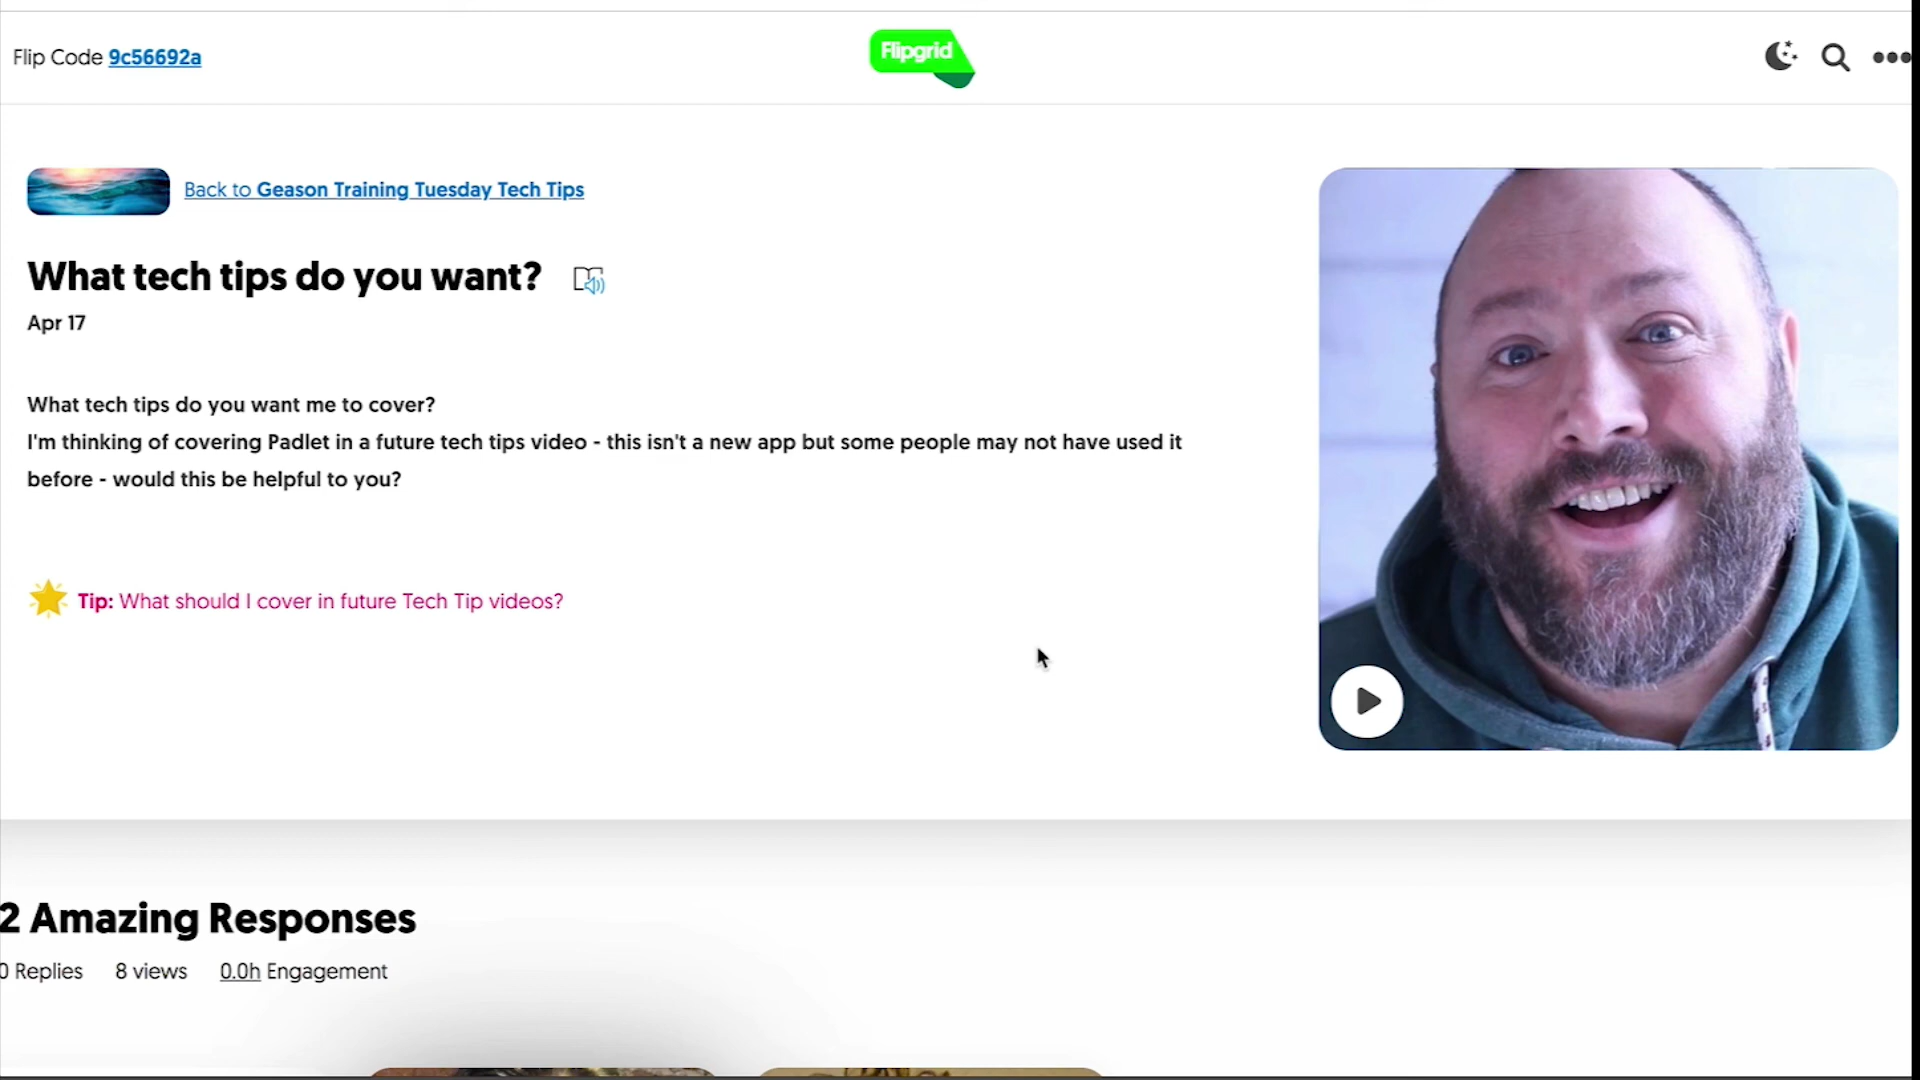 Flip Code 9c56692a
Flipgrid
Back to Geason Training Tuesday Tech Tips
What tech tips do you want?
Apr 17
What tech tips do you want me to cover?
I'm thinking of covering Padlet in a future tech tips video - this isn't a new app but some people may not have used it
before - would this be helpful to you?
Tip: What should I cover in future Tech Tip videos?
2 Amazing Responses
0 Replies 8 views 0.0h Engagement